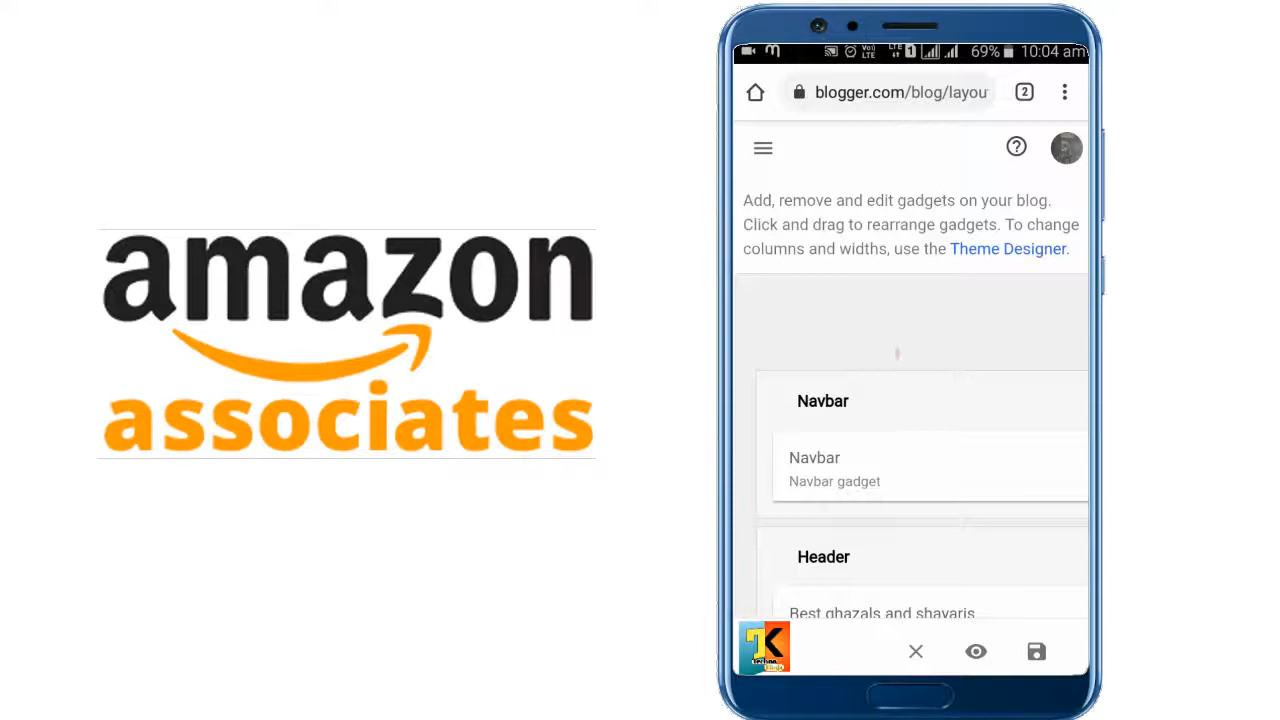 amazon
associates
69% 10:04 am
blogger.com/blog/layou
2
Add, remove and edit gadgets on your blog.
Click and drag to rearrange gadgets. To change
columns and widths, use the Theme Designer.
Navbar
Navbar
Navbar gadget
Header
Best ghazals and shayaris
TK
Techno